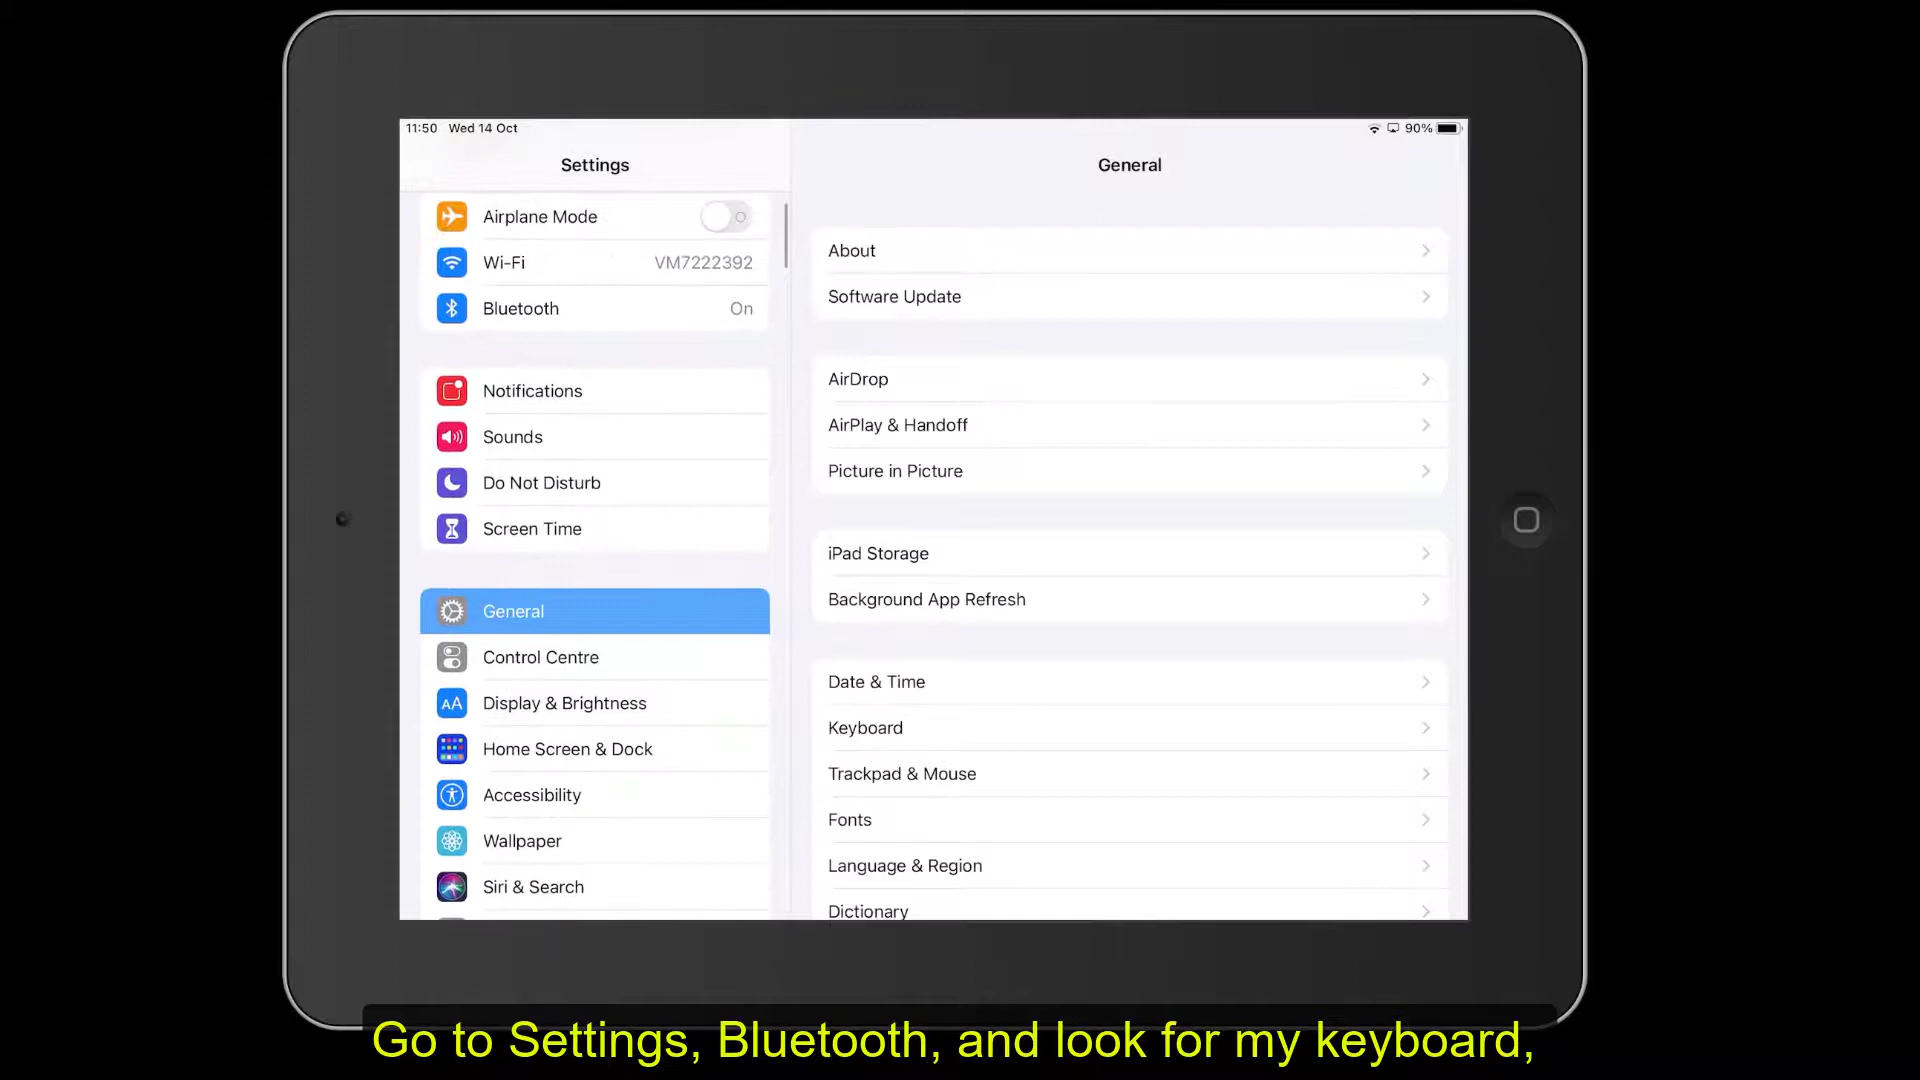 11:50 Wed 14 Oct
90%
Settings
General
Airplane Mode
Wi-Fi VM7222392
Bluetooth On
Notifications
Sounds
Do Not Disturb
Screen Time
General
Control Centre
AA Display & Brightness
Home Screen & Dock
Accessibility
Wallpaper
Siri & Search
About
Software Update
AirDrop
AirPlay & Handoff
Picture in Picture
iPad Storage
Background App Refresh
Date & Time
Keyboard
Trackpad & Mouse
Fonts
Language & Region
Dictionary
Go to Settings, Bluetooth, and look for my keyboard,